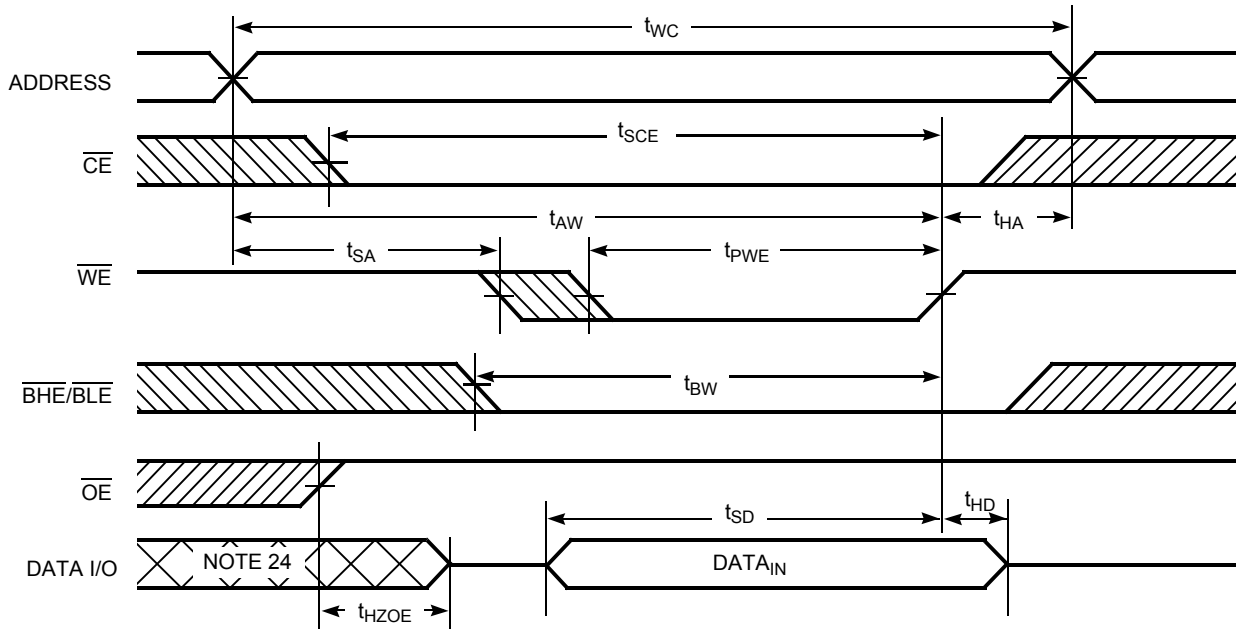 tWC
ADDRESS
tSCE
CE
tAW
tHA
tSA
tPWE
WE
BHE/BLE
tBW
OE
tSD
tHD
DATA I/O
NOTE 24
DATAIN
tHZOE